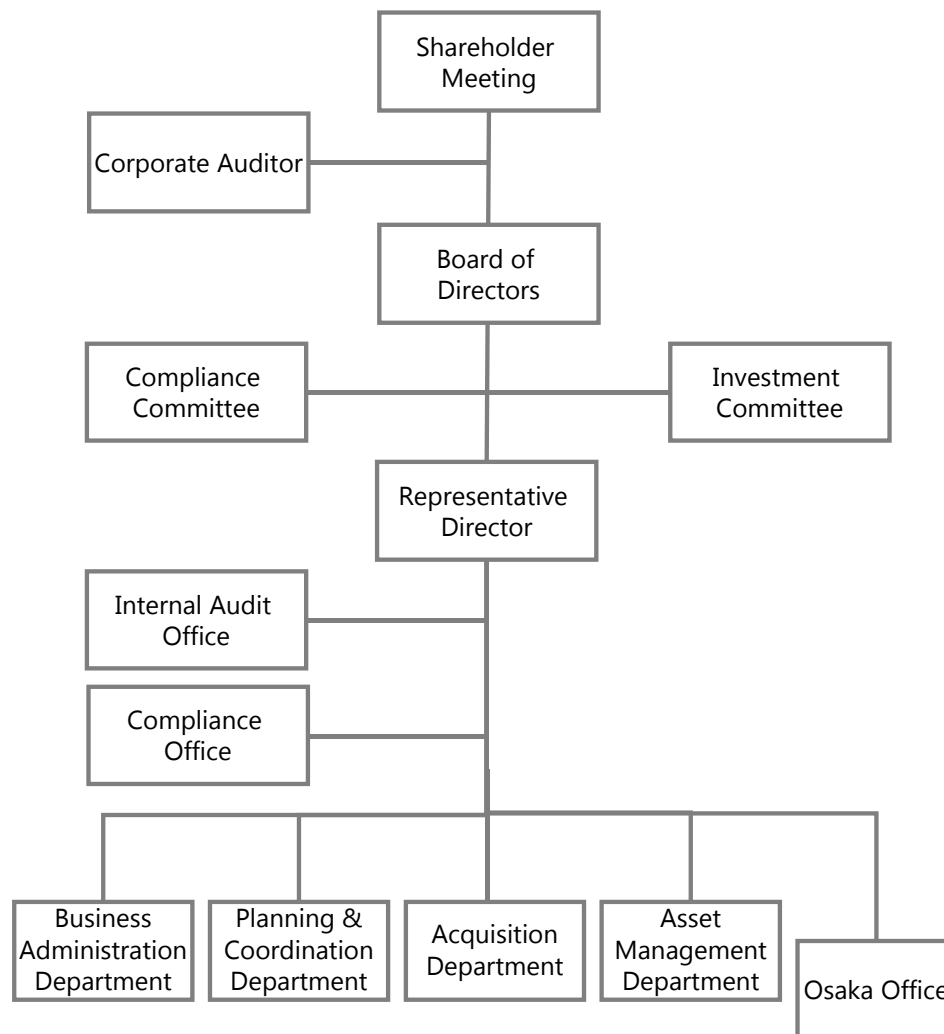 Shareholder
Meeting
Corporate Auditor
Board of
Directors
Compliance
Committee
Investment
Committee
Representative
Director
Internal Audit
Office
Compliance
Office
Business
Administration
Department
Planning &
Coordination
Department
Acquisition
Department
Asset
Management
Department
Osaka Office